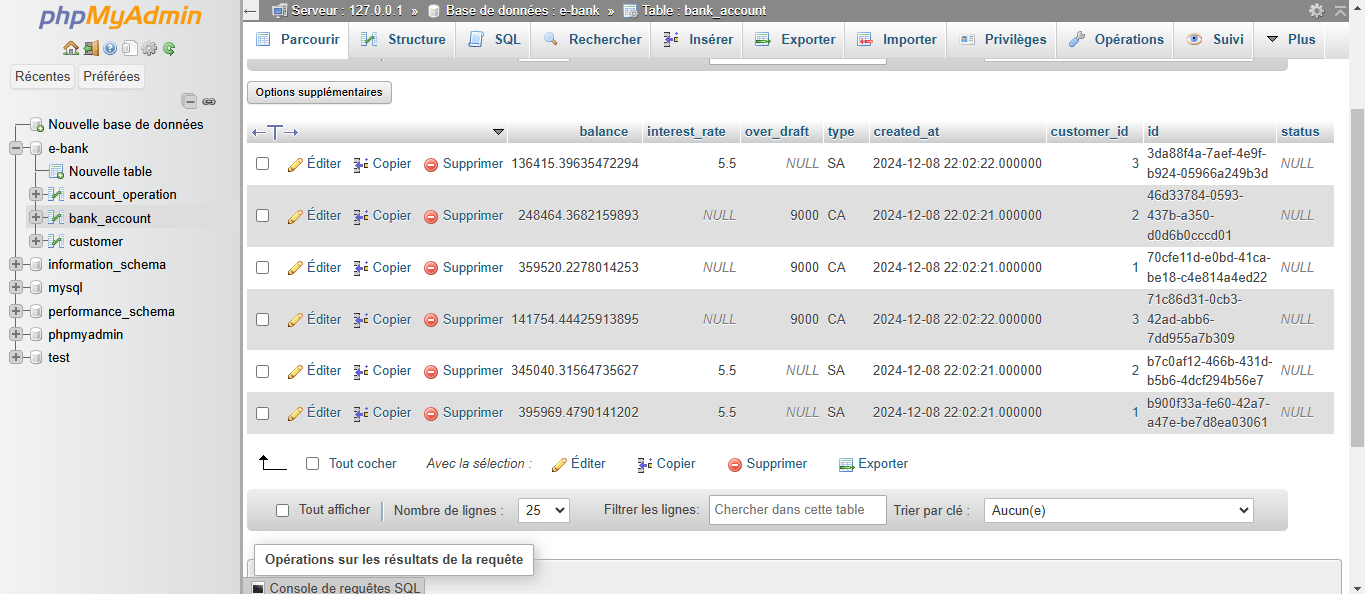 phpMyAdmin
Récentes Préférées
Nouvelle base de données
e-bank
Nouvelle table
account_operation
bank_account
customer
information_schema
mysql
performance_schema
phpmyadmin
test
Serveur : 127.0.0.1 » Base de données : e-bank » Table : bank_account
Parcourir Structure SQL Rechercher Insérer Exporter Importer Privilèges Opérations Suivi Plus
Options supplémentaires
←T→ balance interest_rate over_draft type created_at customer_id id status
Éditer Copier Supprimer 136415.39635472294 5.5 NULL SA 2024-12-08 22:02:22.000000 3 3da88f4a-7aef-4e9f-
b924-05966a249b3d NULL
Éditer Copier Supprimer 248464.3682159893 NULL 9000 CA 2024-12-08 22:02:21.000000 2 46d33784-0593-
437b-a350-
d0d6b0cccd01 NULL
Éditer Copier Supprimer 359520.2278014253 NULL 9000 CA 2024-12-08 22:02:21.000000 1 70cfe11d-e0bd-41ca-
be18-c4e814a4ed22 NULL
Éditer Copier Supprimer 141754.44425913895 NULL 9000 CA 2024-12-08 22:02:22.000000 3 71c86d31-0cb3-
42ad-abb6-
7dd955a7b309 NULL
Éditer Copier Supprimer 345040.31564735627 5.5 NULL SA 2024-12-08 22:02:21.000000 2 b7c0af12-466b-431d-
b5b6-4dcf294b56e7 NULL
Éditer Copier Supprimer 395969.4790141202 5.5 NULL SA 2024-12-08 22:02:21.000000 1 b900f33a-fe60-42a7-
a47e-be7d8ea03061 NULL
Tout cocher Avec la sélection : Éditer Copier Supprimer Exporter
Tout afficher Nombre de lignes : 25 Filtrer les lignes: Chercher dans cette table Trier par clé : Aucun(e)
Opérations sur les résultats de la requête
Console de requêtes SQL